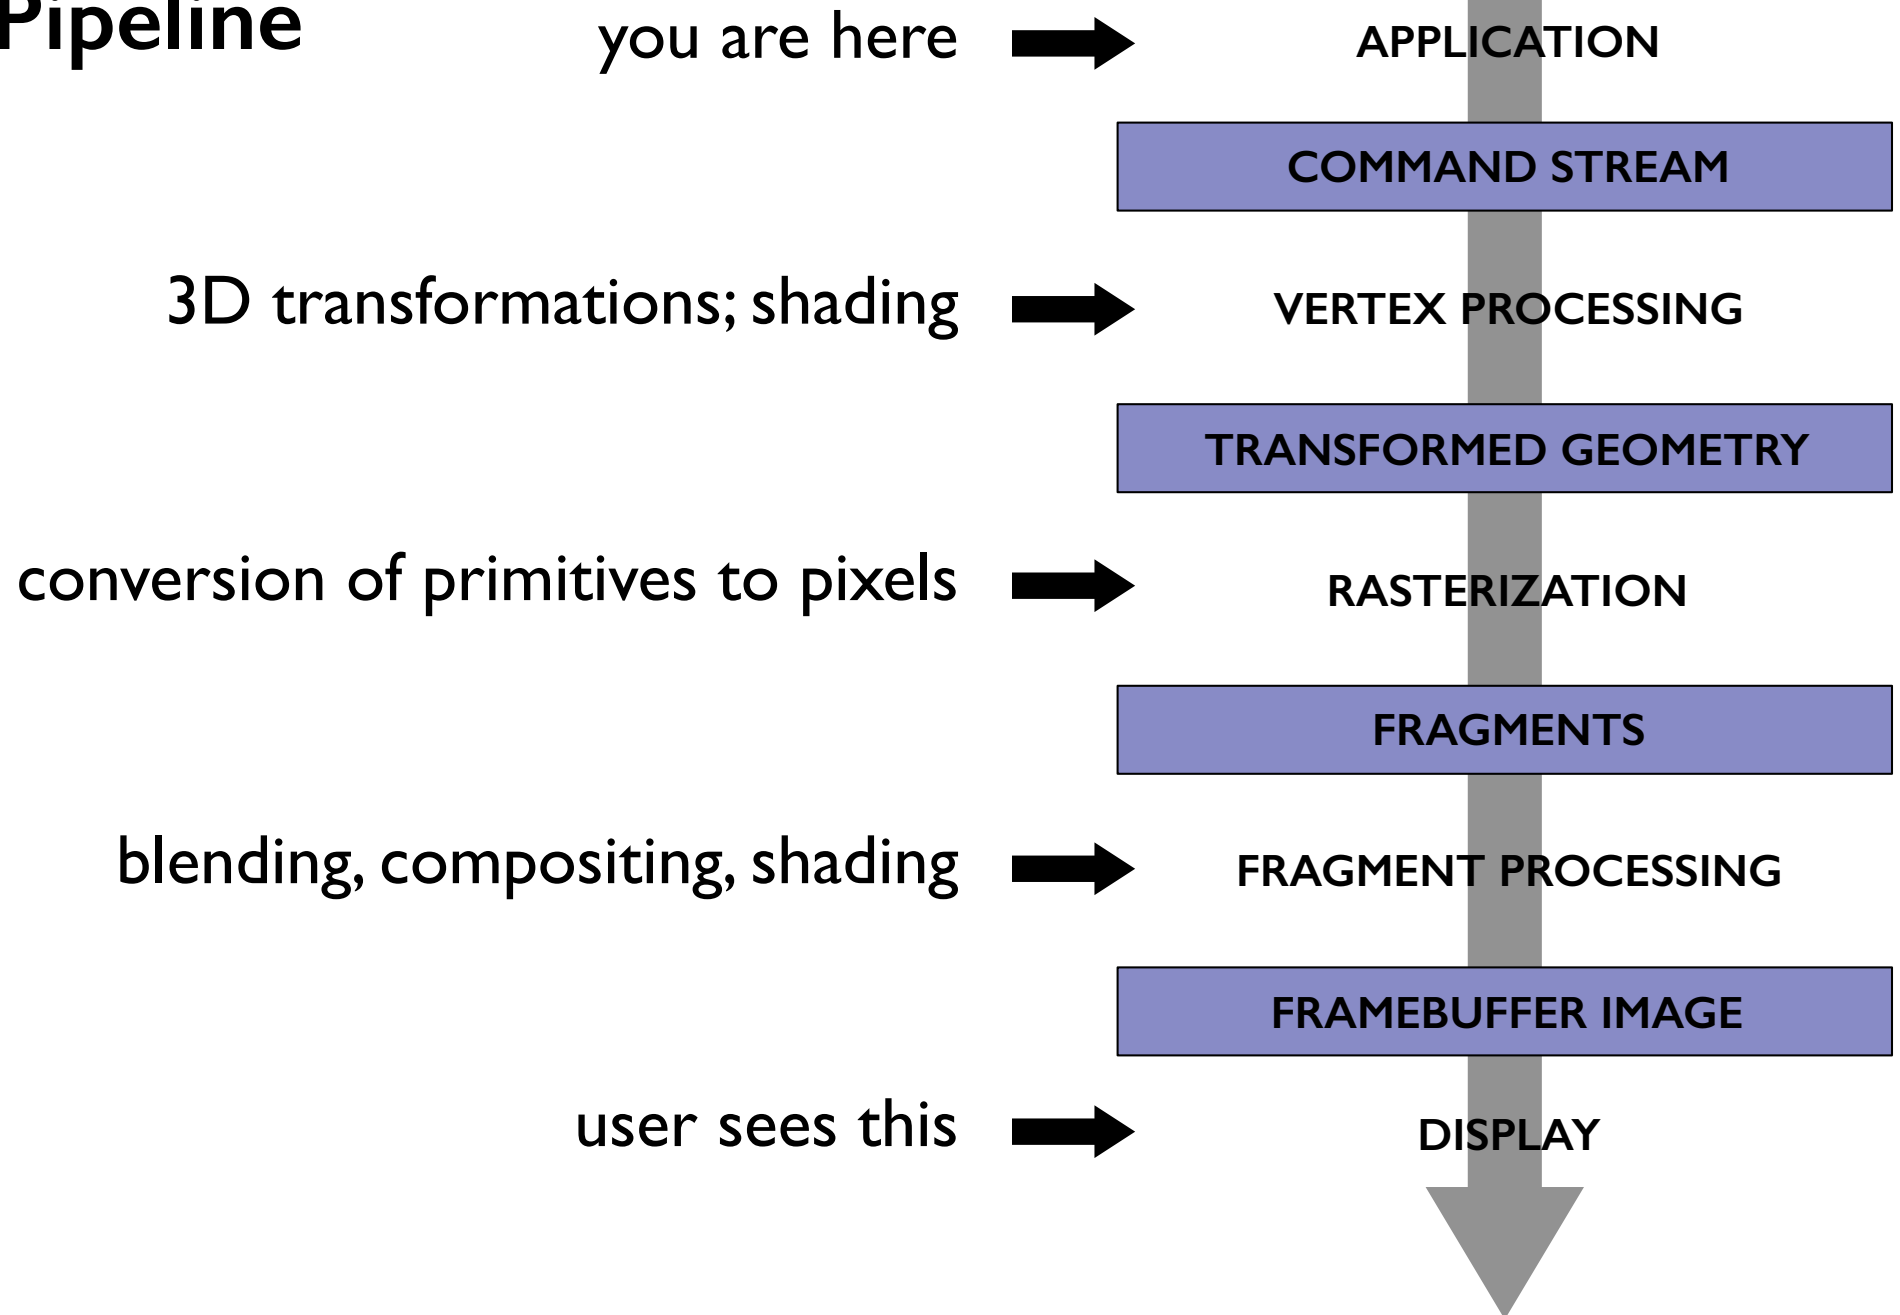 Pipeline
you are here
APPLICATION
COMMAND STREAM
3D transformations; shading
VERTEX PROCESSING
TRANSFORMED GEOMETRY
conversion of primitives to pixels
RASTERIZATION
FRAGMENTS
blending, compositing, shading
FRAGMENT PROCESSING
FRAMEBUFFER IMAGE
user sees this
DISPLAY